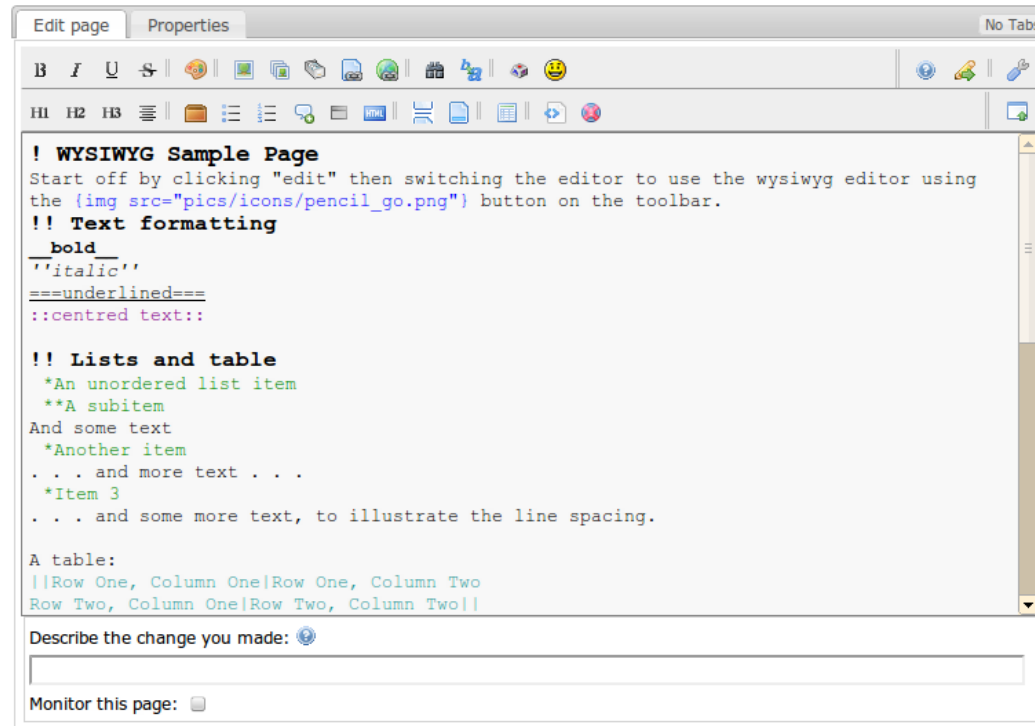 Edit page Properties No Tabs
B I U S
H1 H2 H3 HTML
! WYSIWYG Sample Page
Start off by clicking "edit" then switching the editor to use the wysiwyg editor using
the {img src="pics/icons/pencil_go.png"} button on the toolbar.
!! Text formatting
__bold__
''italic''
===underlined===
::centred text::
!! Lists and table
*An unordered list item
**A subitem
And some text
*Another item
. . . and more text . . .
*Item 3
. . . and some more text, to illustrate the line spacing.
A table:
||Row One, Column One|Row One, Column Two
Row Two, Column One|Row Two, Column Two||
Describe the change you made:
Monitor this page: